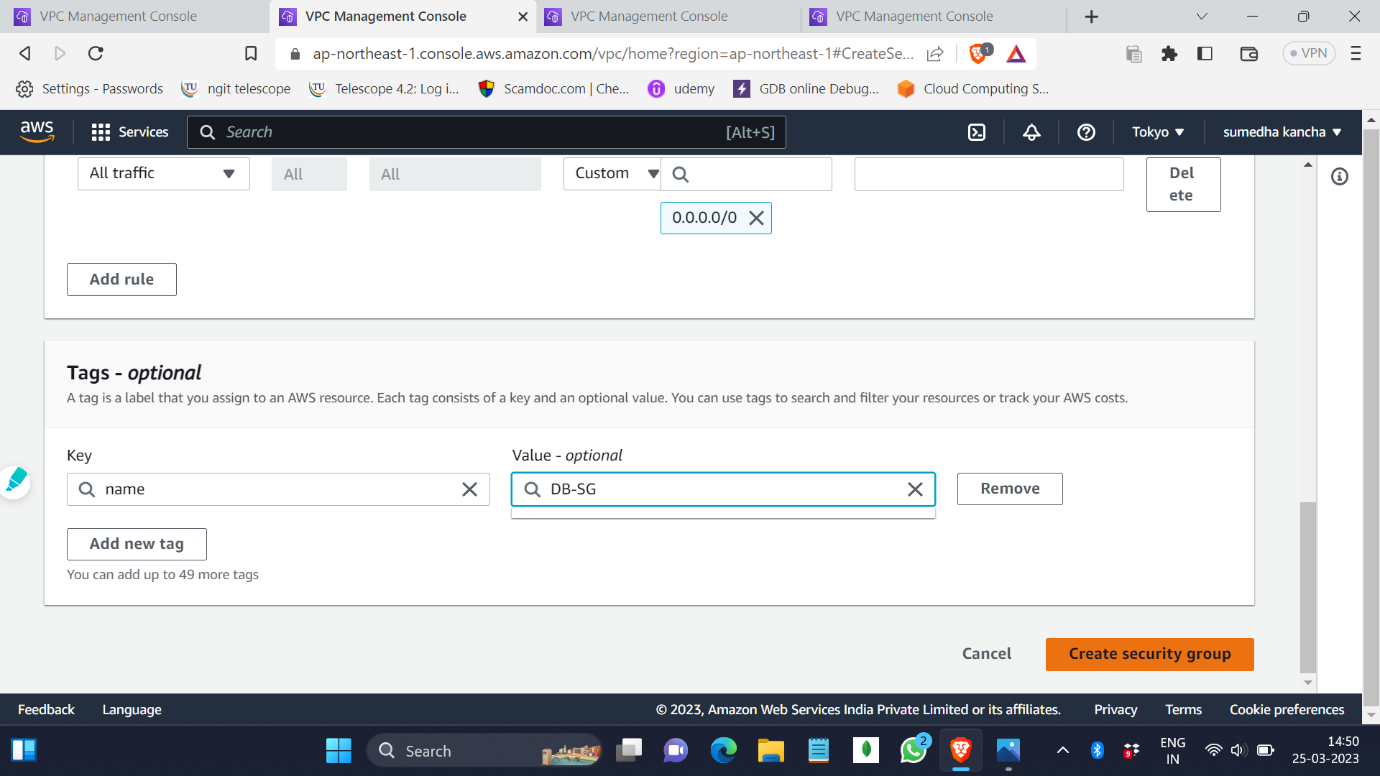 VPC Management Console
VPC Management Console
VPC Management Console
VPC Management Console
ap-northeast-1.console.aws.amazon.com/vpc/home?region=ap-northeast-1#CreateSe...
1
VPN
Settings - Passwords
TU ngit telescope
TU Telescope 4.2: Log i...
Scamdoc.com | Che...
udemy
GDB online Debug...
Cloud Computing S...
aws
Services
Search
[Alt+S]
Tokyo
sumedha kancha
All traffic
All
All
Custom
Del
ete
0.0.0.0/0
Add rule
Tags - optional
A tag is a label that you assign to an AWS resource. Each tag consists of a key and an optional value. You can use tags to search and filter your resources or track your AWS costs.
Key
Value - optional
name
DB-SG
Remove
Add new tag
You can add up to 49 more tags
Cancel
Create security group
Feedback
Language
© 2023, Amazon Web Services India Private Limited or its affiliates.
Privacy
Terms
Cookie preferences
Search
2
9
ENG
IN
14:50
25-03-2023